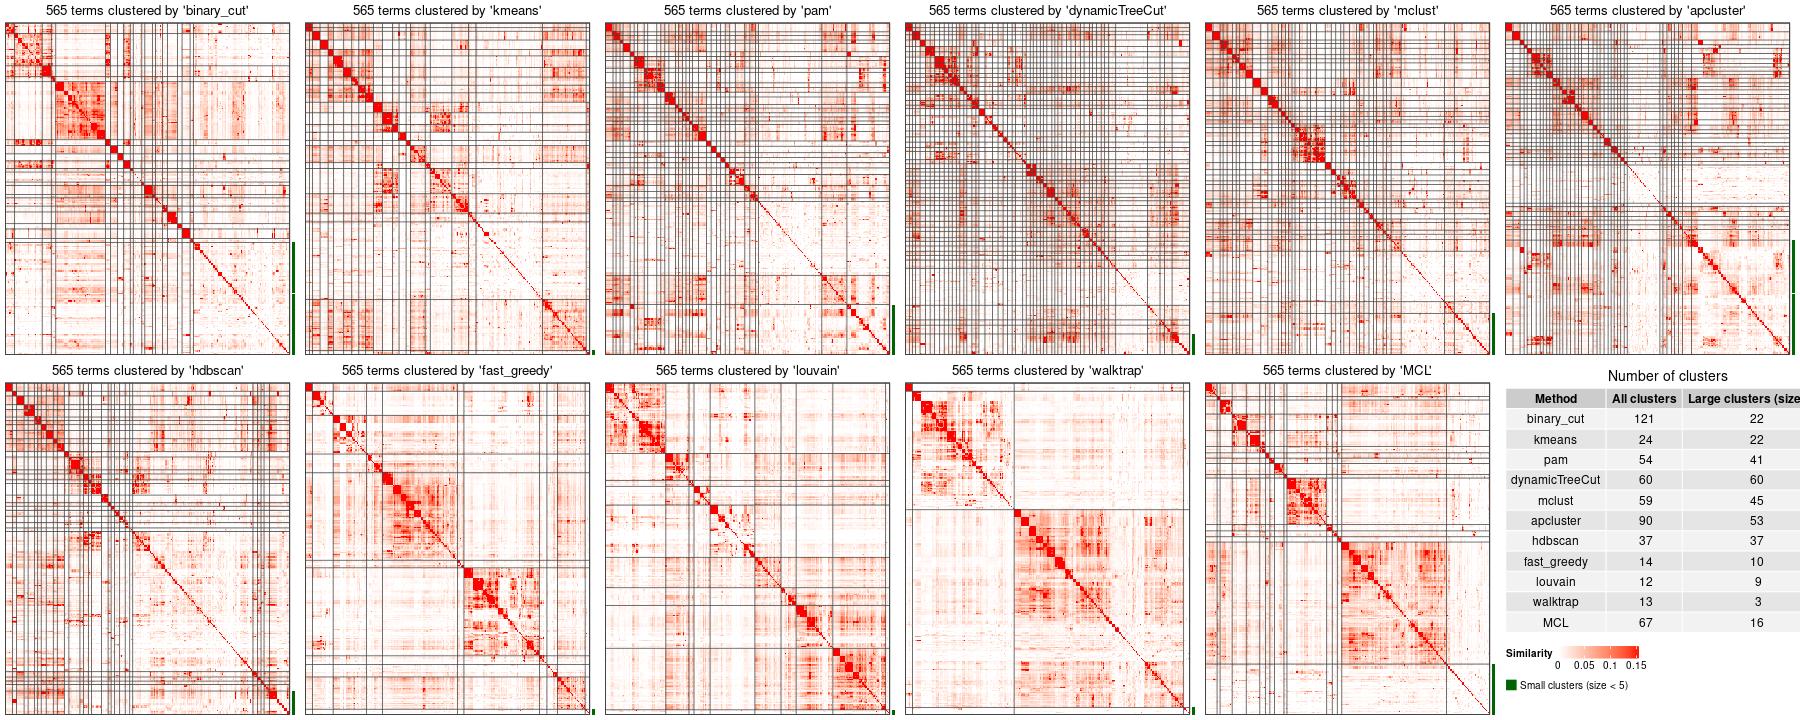 565 terms clustered by 'binary_cut'
565 terms clustered by 'kmeans'
565 terms clustered by 'pam'
565 terms clustered by 'dynamicTreeCut'
565 terms clustered by 'mclust'
565 terms clustered by 'apcluster'
565 terms clustered by 'hdbscan'
565 terms clustered by 'fast_greedy'
565 terms clustered by 'louvain'
565 terms clustered by 'walktrap'
565 terms clustered by 'MCL'
Number of clusters
Method All clusters Large clusters (size
binary_cut 121 22
kmeans 24 22
pam 54 41
dynamicTreeCut 60 60
mclust 59 45
apcluster 90 53
hdbscan 37 37
fast_greedy 14 10
louvain 12 9
walktrap 13 3
MCL 67 16
Similarity
0 0.05 0.1 0.15
Small clusters (size < 5)